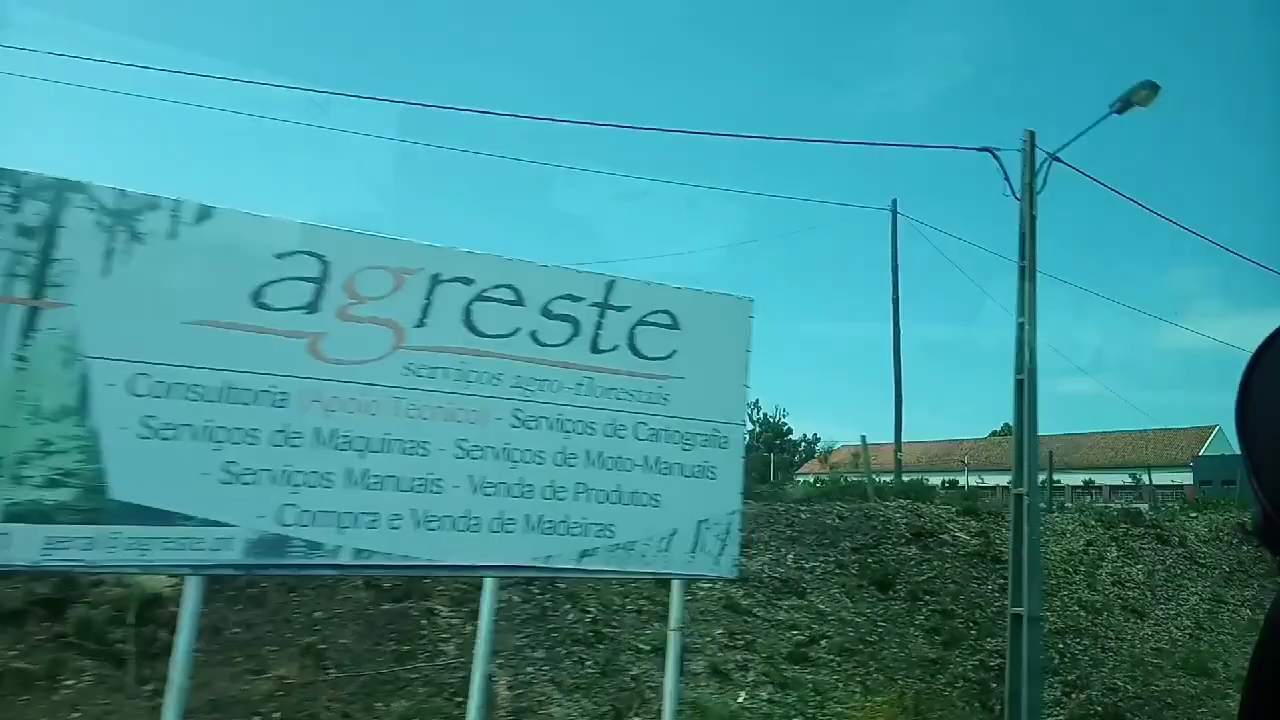 agreste
serviços agro-florestais
- Consultoria (Apoio Técnico) - Serviços de Cartografia
- Serviços de Máquinas - Serviços de Moto-Manuais
- Serviços Manuais - Venda de Produtos
- Compra e Venda de Madeiras